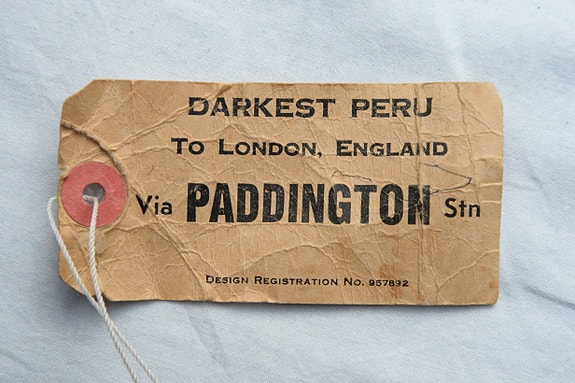 DARKEST PERU
TO LONDON, ENGLAND
Via PADDINGTON Stn
DESIGN REGISTRATION NO. 957892